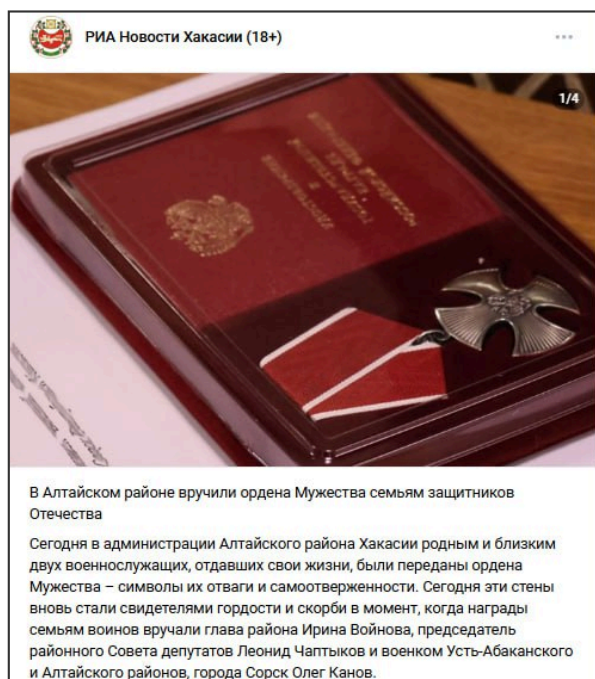 РИА Новости Хакасии (18+)
1/4
В Алтайском районе вручили ордена Мужества семьям защитников
Отечества
Сегодня в администрации Алтайского района Хакасии родным и близким
двух военнослужащих, отдавших свои жизни, были переданы ордена
Мужества – символы их отваги и самоотверженности. Сегодня эти стены
вновь стали свидетелями гордости и скорби в момент, когда награды
семьям воинов вручали глава района Ирина Войнова, председатель
районного Совета депутатов Леонид Чаптыков и военком Усть-Абаканского
и Алтайского районов, города Сорск Олег Канов.